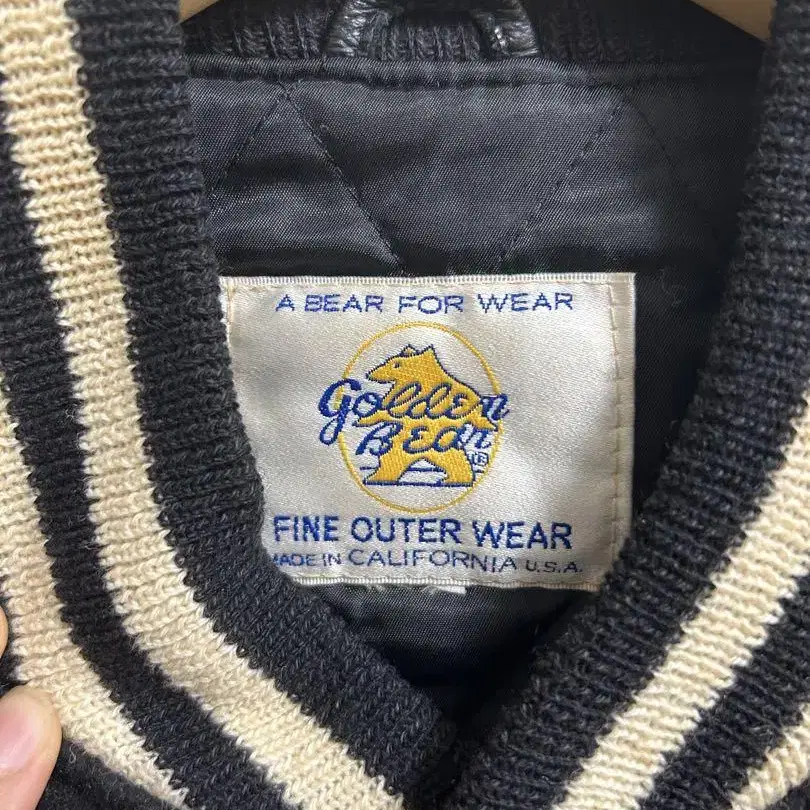 A BEAR FOR WEAR
Golden
Bear
FINE OUTER WEAR
MADE IN CALIFORNIA U.S.A.